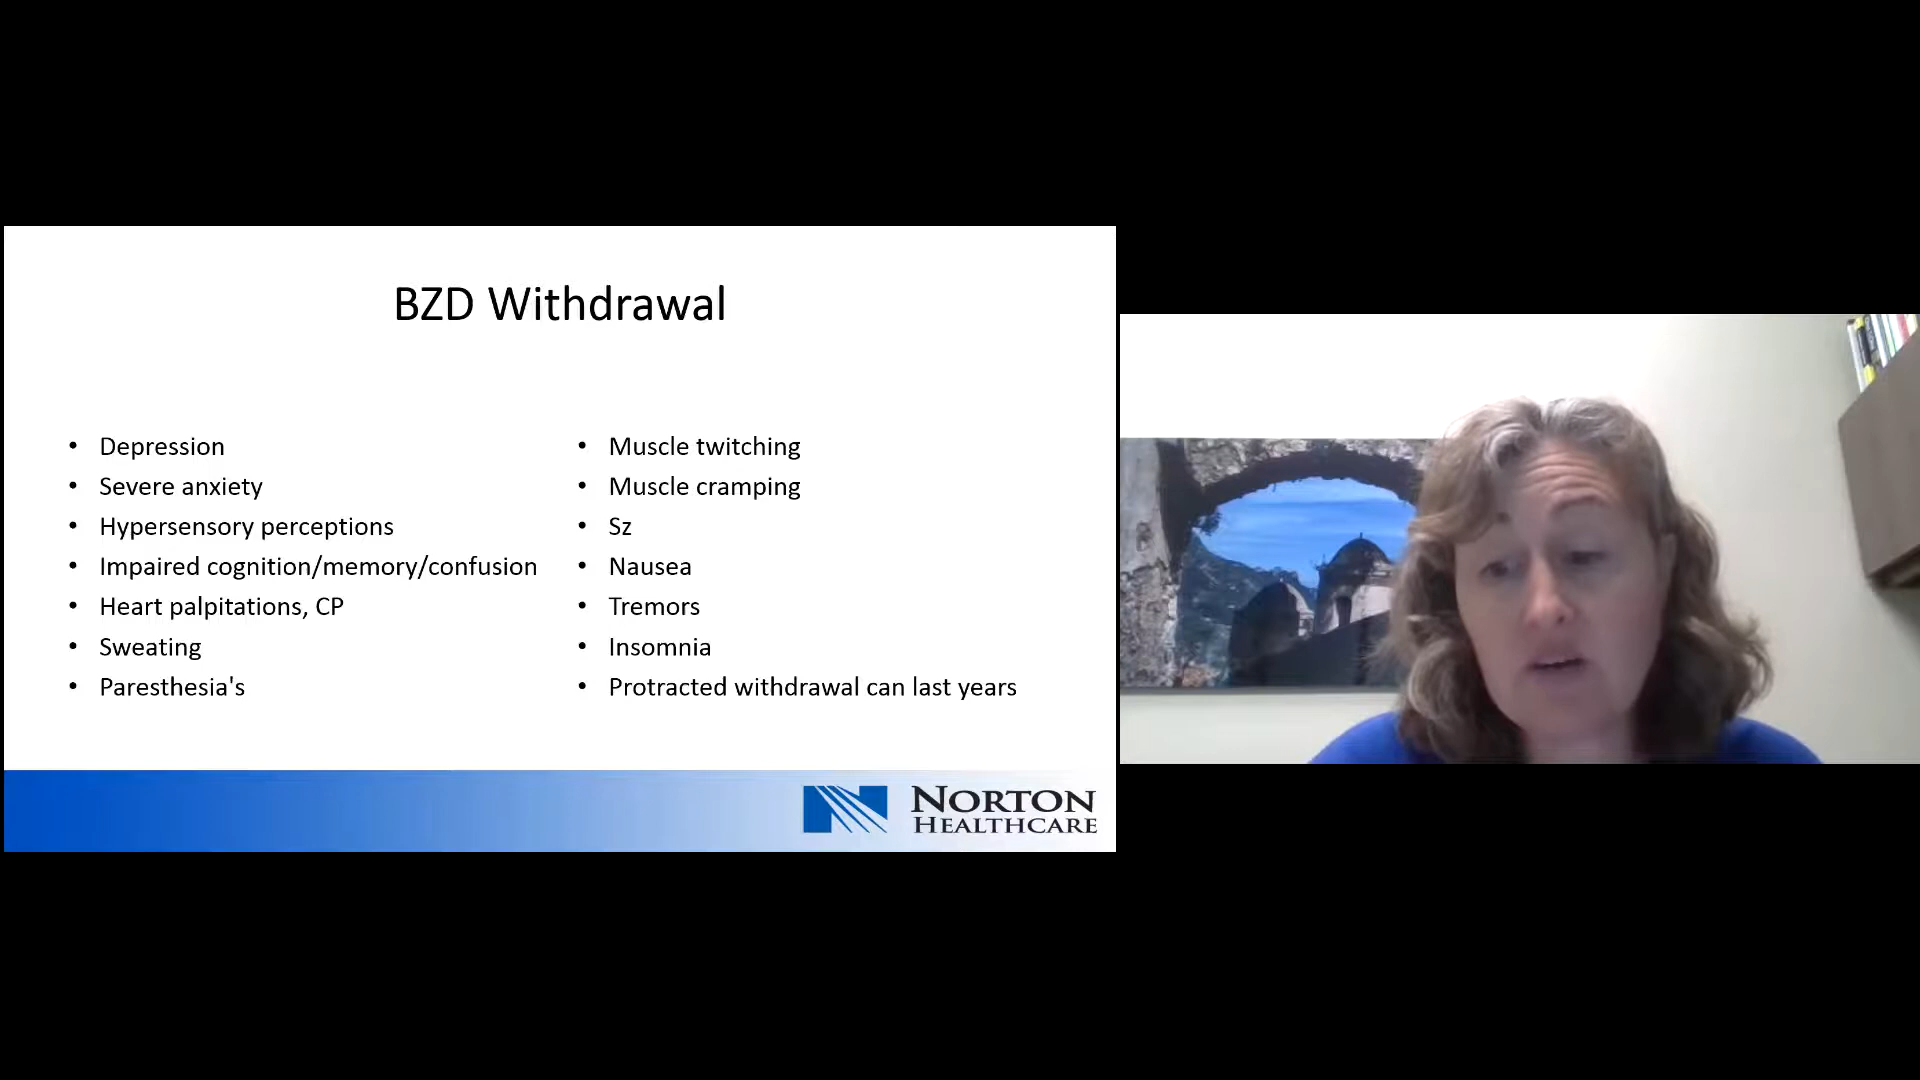 BZD Withdrawal
• Depression
• Severe anxiety
• Hypersensory perceptions
• Impaired cognition/memory/confusion
• Heart palpitations, CP
• Sweating
• Paresthesia's
• Muscle twitching
• Muscle cramping
• Sz
• Nausea
• Tremors
• Insomnia
• Protracted withdrawal can last years
NORTON
HEALTHCARE